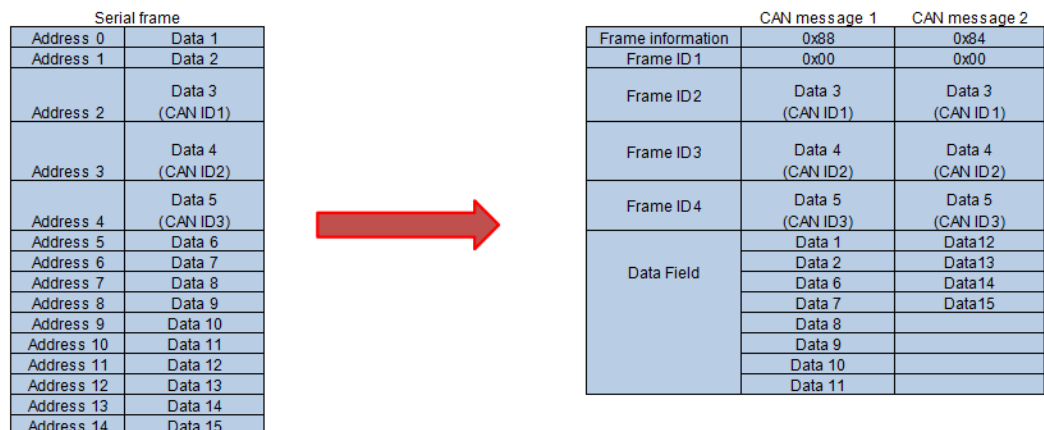 Serial frame
Address 0 Data 1
Address 1 Data 2
Data 3
Address 2 (CAN ID1)
Data 4
Address 3 (CAN ID2)
Data 5
Address 4 (CAN ID3)
Address 5 Data 6
Address 6 Data 7
Address 7 Data 8
Address 8 Data 9
Address 9 Data 10
Address 10 Data 11
Address 11 Data 12
Address 12 Data 13
Address 13 Data 14
Address 14 Data 15
CAN message 1 CAN message 2
Frame information 0x88 0x84
Frame ID1 0x00 0x00
Frame ID2 Data 3 Data 3
(CAN ID1) (CAN ID1)
Frame ID3 Data 4 Data 4
(CAN ID2) (CAN ID2)
Frame ID4 Data 5 Data 5
(CAN ID3) (CAN ID3)
Data 1 Data12
Data Field Data 2 Data13
Data 6 Data14
Data 7 Data15
Data 8
Data 9
Data 10
Data 11